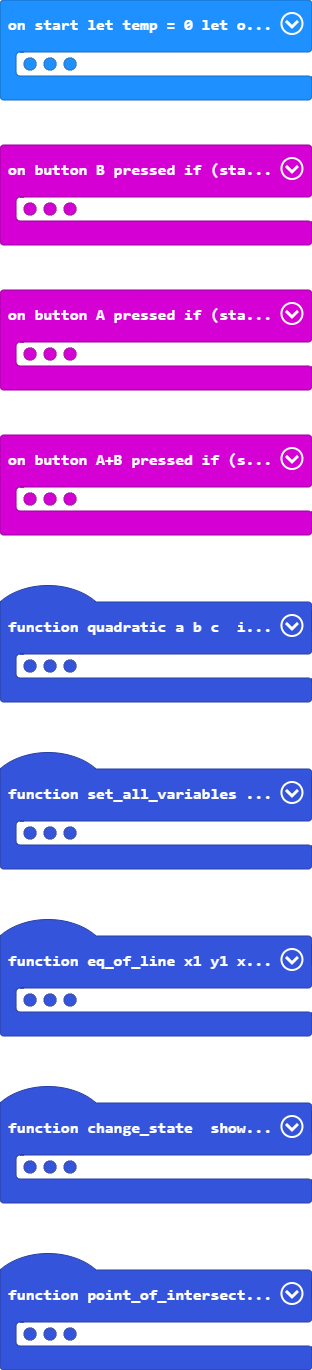 on start let temp = 0 let o...
on button B pressed if (sta...
on button A pressed if (sta...
on button A+B pressed if (s...
function quadratic a b c  i...
function set_all_variables ...
function eq_of_line x1 y1 x...
function change_state  show...
function point_of_intersect...